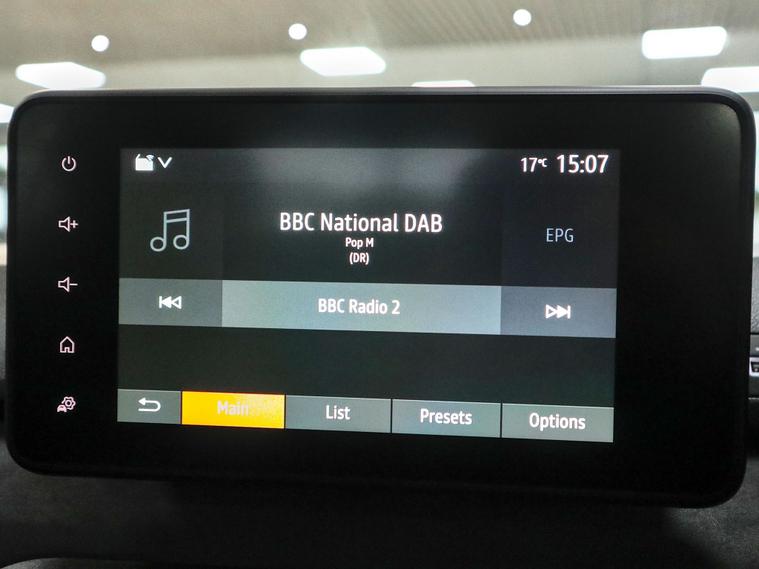 17°C 15:07
BBC National DAB
Pop M
(DR)
EPG
BBC Radio 2
Main
List
Presets
Options